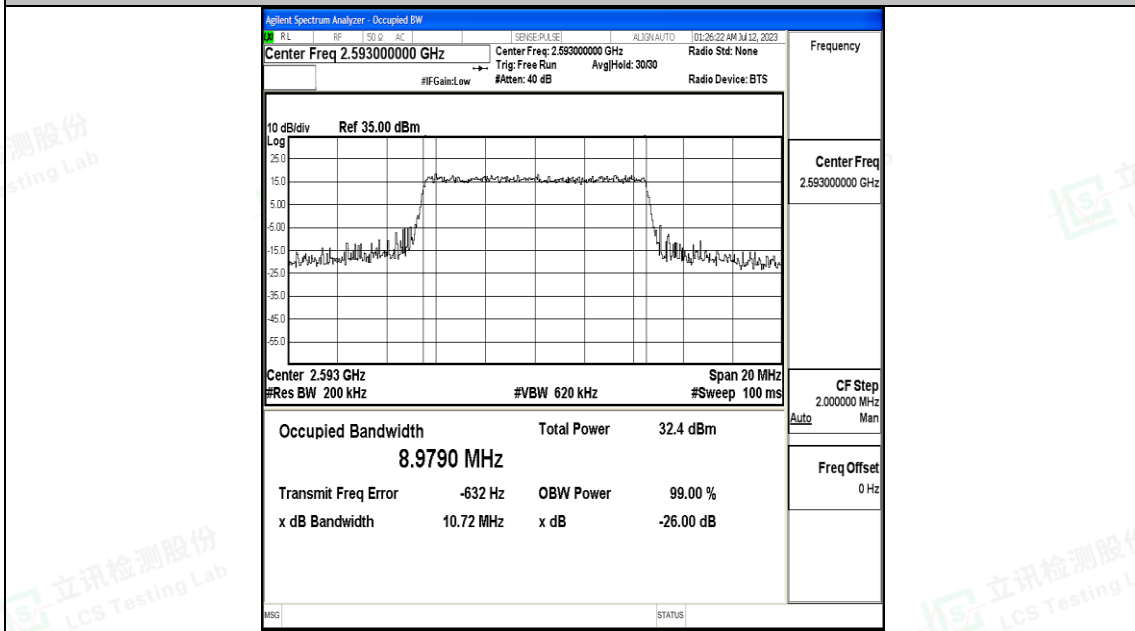 Agilent Spectrum Analyzer - Occupied BW
RL RF 50 Ω AC SENSE:PULSE ALIGN AUTO 01:26:22 AM Jul 12, 2023
Center Freq 2.593000000 GHz
Center Freq: 2.593000000 GHz
Radio Std: None
Trig: Free Run Avg|Hold: 30/30
#IFGain:Low #Atten: 40 dB Radio Device: BTS
10 dB/div Ref 35.00 dBm
Log
25.0
15.0
5.00
-5.00
-15.0
-25.0
-35.0
-45.0
-55.0
Center 2.593 GHz Span 20 MHz
#Res BW 200 kHz #VBW 620 kHz #Sweep 100 ms
Occupied Bandwidth Total Power 32.4 dBm
8.9790 MHz
Transmit Freq Error -632 Hz OBW Power 99.00 %
x dB Bandwidth 10.72 MHz x dB -26.00 dB
MSG STATUS
Frequency
Center Freq
2.593000000 GHz
CF Step
2.000000 MHz
Auto Man
Freq Offset
0 Hz
立讯检测股份
LCS Testing Lab
立讯检测股份
LCS Testing L